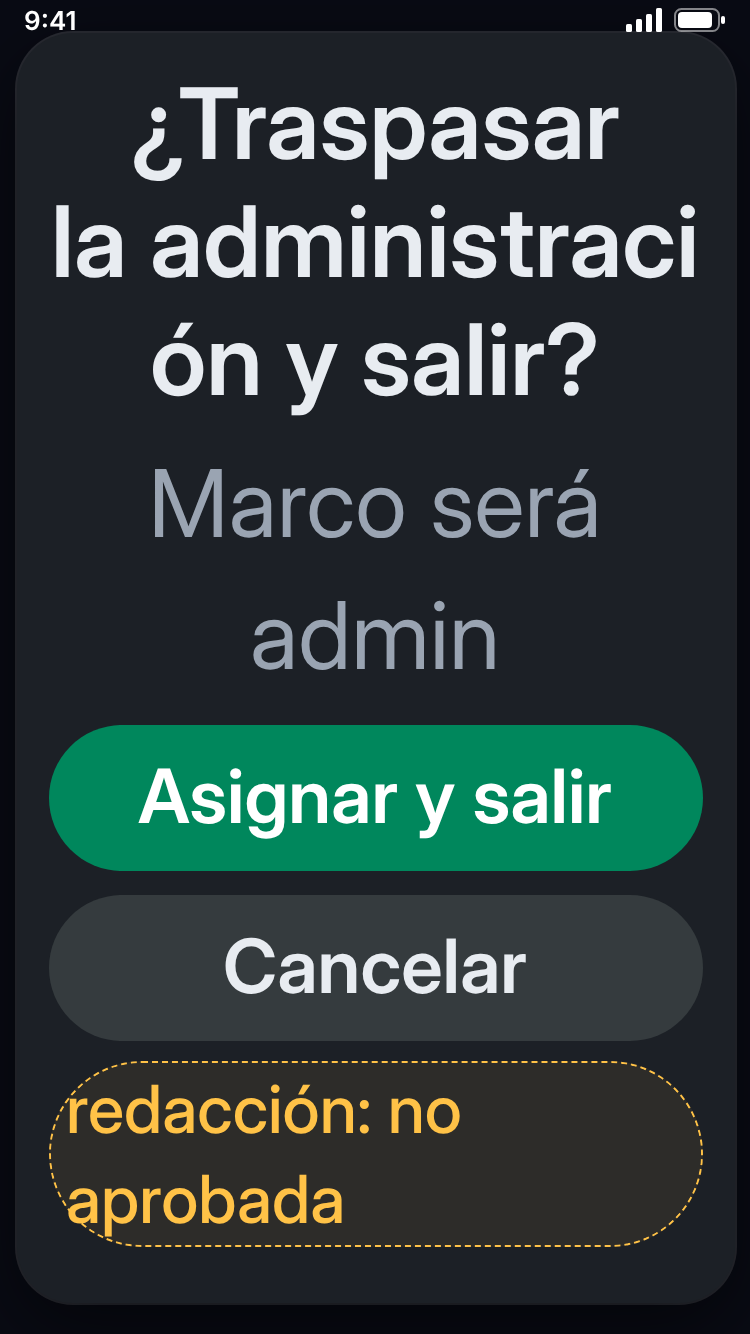 9:41
¿Traspasar
la administraci
ón y salir?
Marco será
admin
Asignar y salir
Cancelar
redacción: no
aprobada